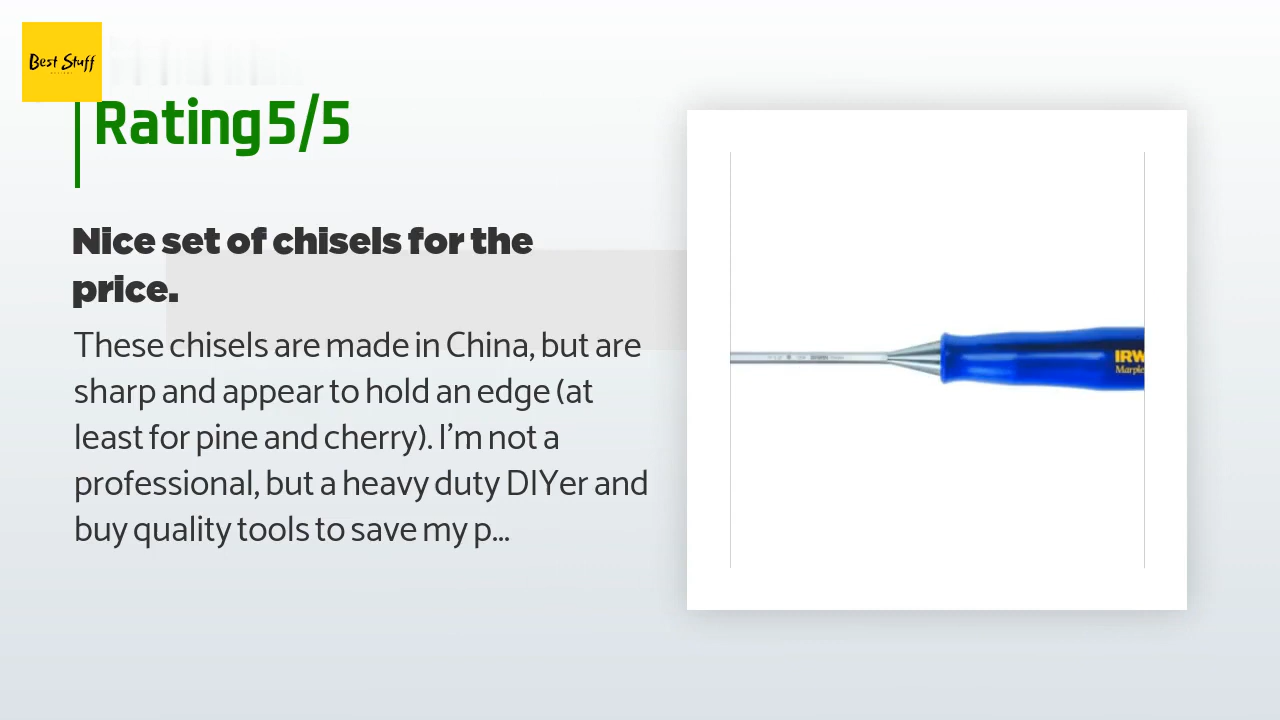 Best Stuff
Rating 5/5
Nice set of chisels for the
price.
These chisels are made in China, but are
sharp and appear to hold an edge (at
least for pine and cherry). I'm not a
professional, but a heavy duty DIYer and
buy quality tools to save my p...
IRW
Marple